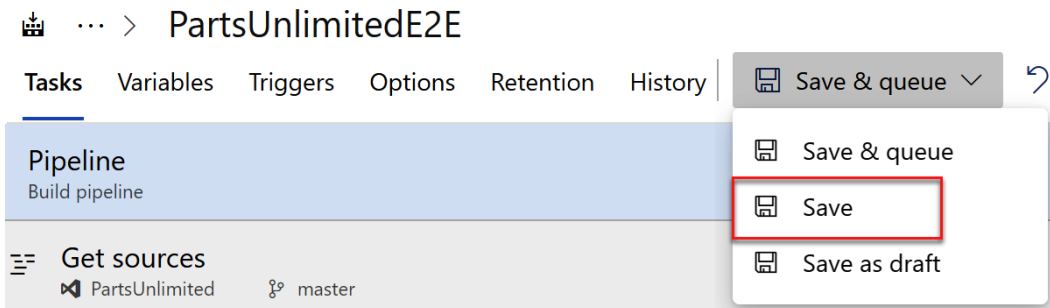 ... > PartsUnlimitedE2E
Tasks Variables Triggers Options Retention History Save & queue
Pipeline
Build pipeline
Get sources
PartsUnlimited master
Save & queue
Save
Save as draft